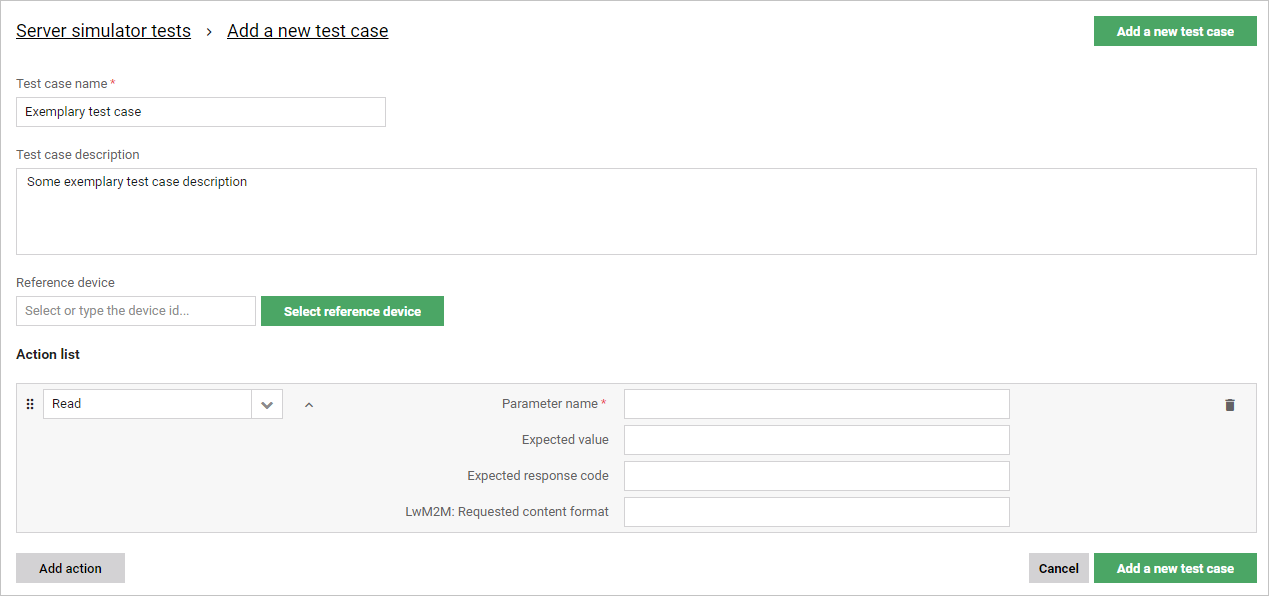 Server simulator tests › Add a new test case Add a new test case
Test case name *
Exemplary test case
Test case description
Some exemplary test case description
Reference device
Select or type the device id... Select reference device
Action list
Read Parameter name *
Expected value
Expected response code
LwM2M: Requested content format
Add action Cancel Add a new test case